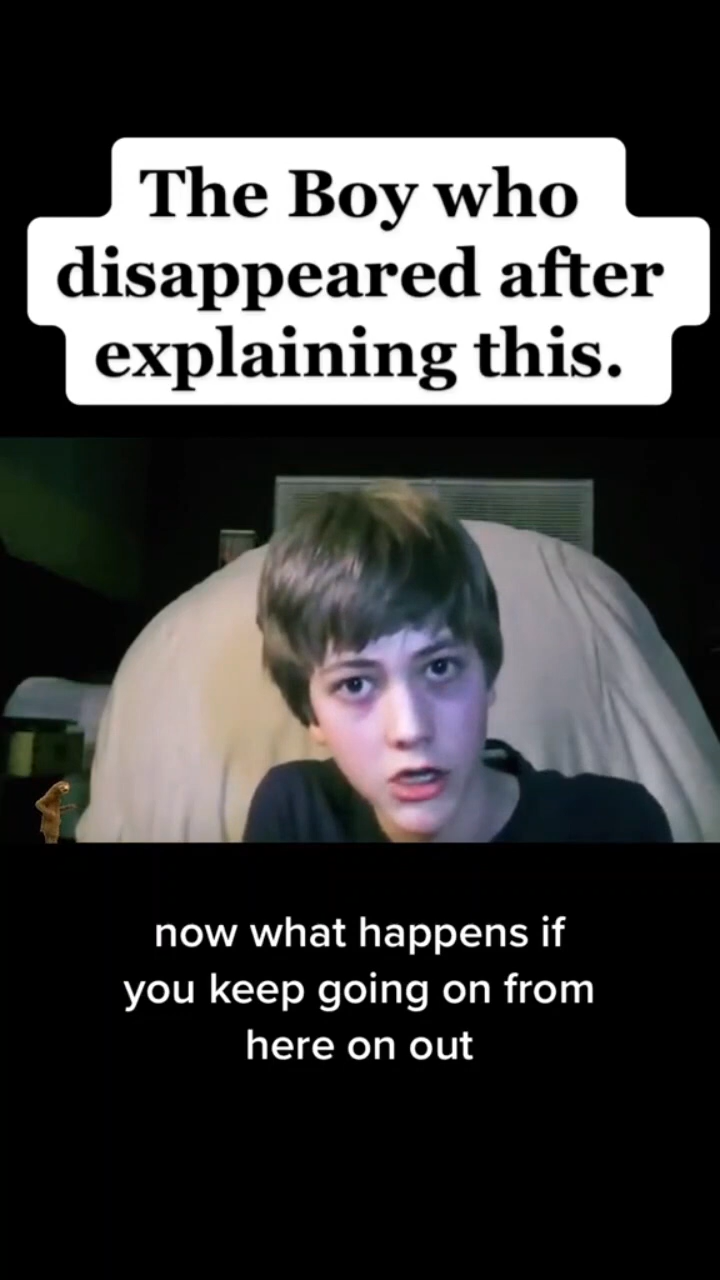 The Boy who
disappeared after
explaining this.
now what happens if
you keep going on from
here on out